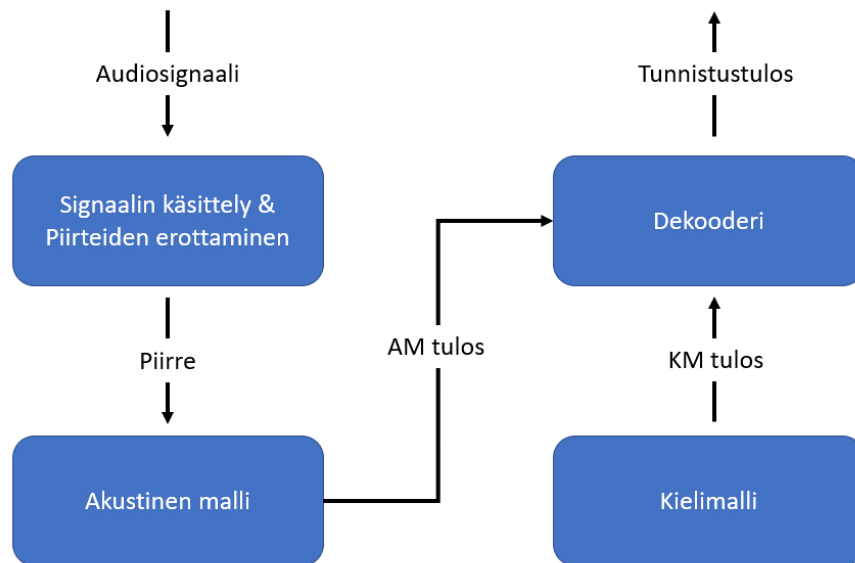 Audiosignaali
Signaalin käsittely &
Piirteiden erottaminen
Piirre
Akustinen malli
AM tulos
Tunnistustulos
Dekooderi
KM tulos
Kielimalli